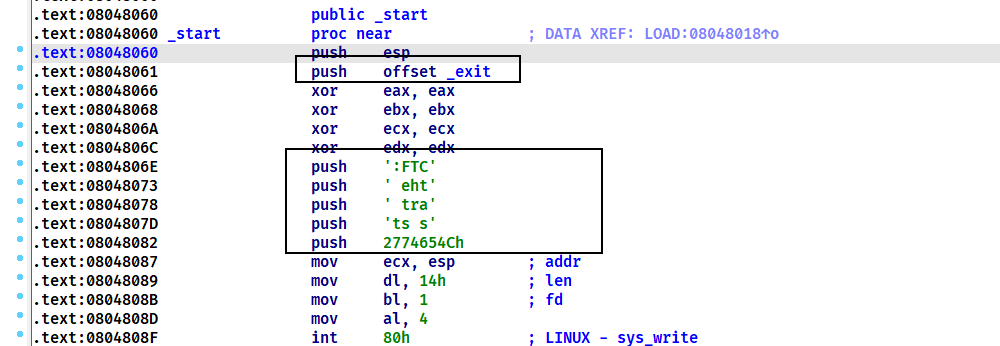 .text:08048060 public _start
.text:08048060 _start proc near ; DATA XREF: LOAD:08048018↑o
.text:08048060 push esp
.text:08048061 push offset _exit
.text:08048066 xor eax, eax
.text:08048068 xor ebx, ebx
.text:0804806A xor ecx, ecx
.text:0804806C xor edx, edx
.text:0804806E push ':FTC'
.text:08048073 push ' eht'
.text:08048078 push ' tra'
.text:0804807D push 'ts s'
.text:08048082 push 2774654Ch
.text:08048087 mov ecx, esp ; addr
.text:08048089 mov dl, 14h ; len
.text:0804808B mov bl, 1 ; fd
.text:0804808D mov al, 4
.text:0804808F int 80h ; LINUX - sys_write